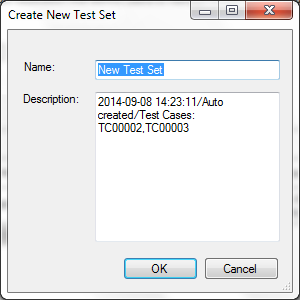 Create New Test Set
Name:
New Test Set
Description:
2014-09-08 14:23:11/Auto
created/Test Cases:
TC00002,TC00003
OK
Cancel